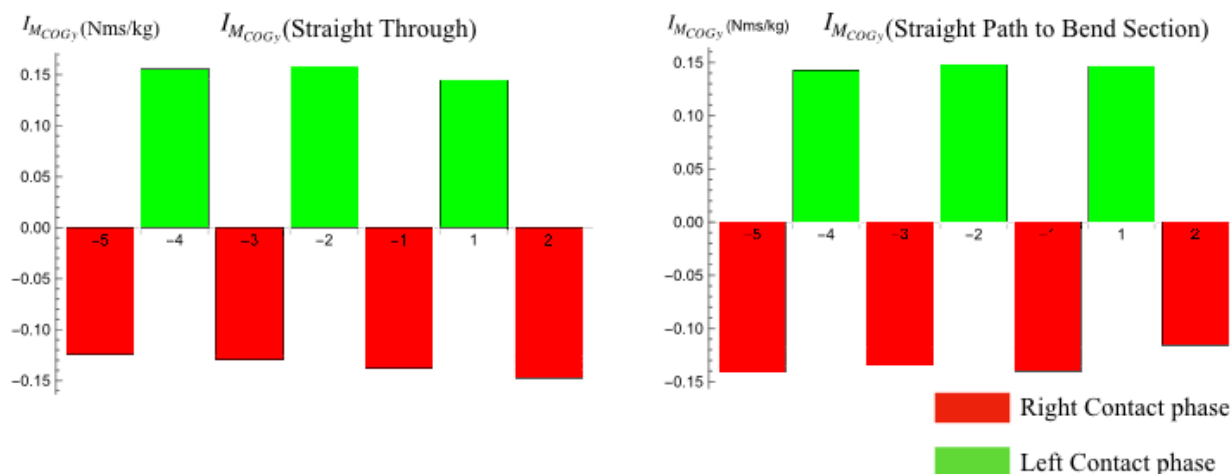 I_{M_{COGy}}(Nms/kg) I_{M_{COGy}}(Straight Through)
0.15
0.10
0.05
0.00
-5 -4 -3 -2 -1 1 2
−0.05
−0.10
−0.15
I_{M_{COGy}}(Nms/kg) I_{M_{COGy}}(Straight Path to Bend Section)
0.15
0.10
0.05
0.00
-5 -4 -3 -2 -1 1 2
−0.05
−0.10
−0.15
Right Contact phase
Left Contact phase